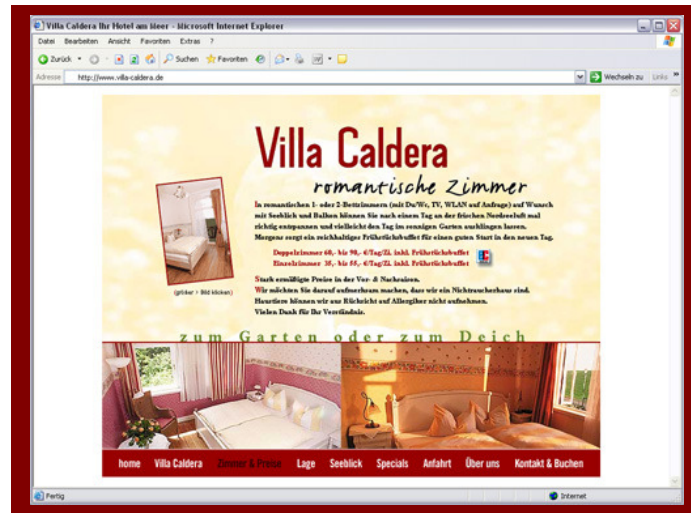 Villa Caldera Ihr Hotel am Meer - Microsoft Internet Explorer
Datei Bearbeiten Ansicht Favoriten Extras ?
Zurück Suchen Favoriten
Adresse http://www.villa-caldera.de Wechseln zu Links »
Villa Caldera
romantische Zimmer
In romantischen 1- oder 2-Bettzimmern (mit Du/Wc, TV, WLAN auf Anfrage) auf Wunsch
mit Seeblick und Balkon können Sie nach einem Tag an der frischen Nordseeluft mal
richtig entspannen und vielleicht den Tag im sonnigen Garten ausklingen lassen.
Morgens sorgt ein reichhaltiger Frühstücksbuffet für einen guten Start in den neuen Tag.
Doppelzimmer 60,- bis 90,- €/Tag/Zi. inkl. Frühstücksbuffet
Einzelzimmer 35,- bis 55,- €/Tag/Zi. inkl. Frühstücksbuffet
Stark ermäßigte Preise in der Vor- & Nachsaison.
(größer > Bild klicken)
Wir möchten Sie darauf aufmerksam machen, dass wir ein Nichtraucherhaus sind.
Haustiere können wir aus Rücksicht auf Allergiker nicht aufnehmen.
Vielen Dank für Ihr Verständnis.
zum Garten oder zum Deich
home Villa Caldera Zimmer & Preise Lage Seeblick Specials Anfahrt Über uns Kontakt & Buchen
Fertig Internet